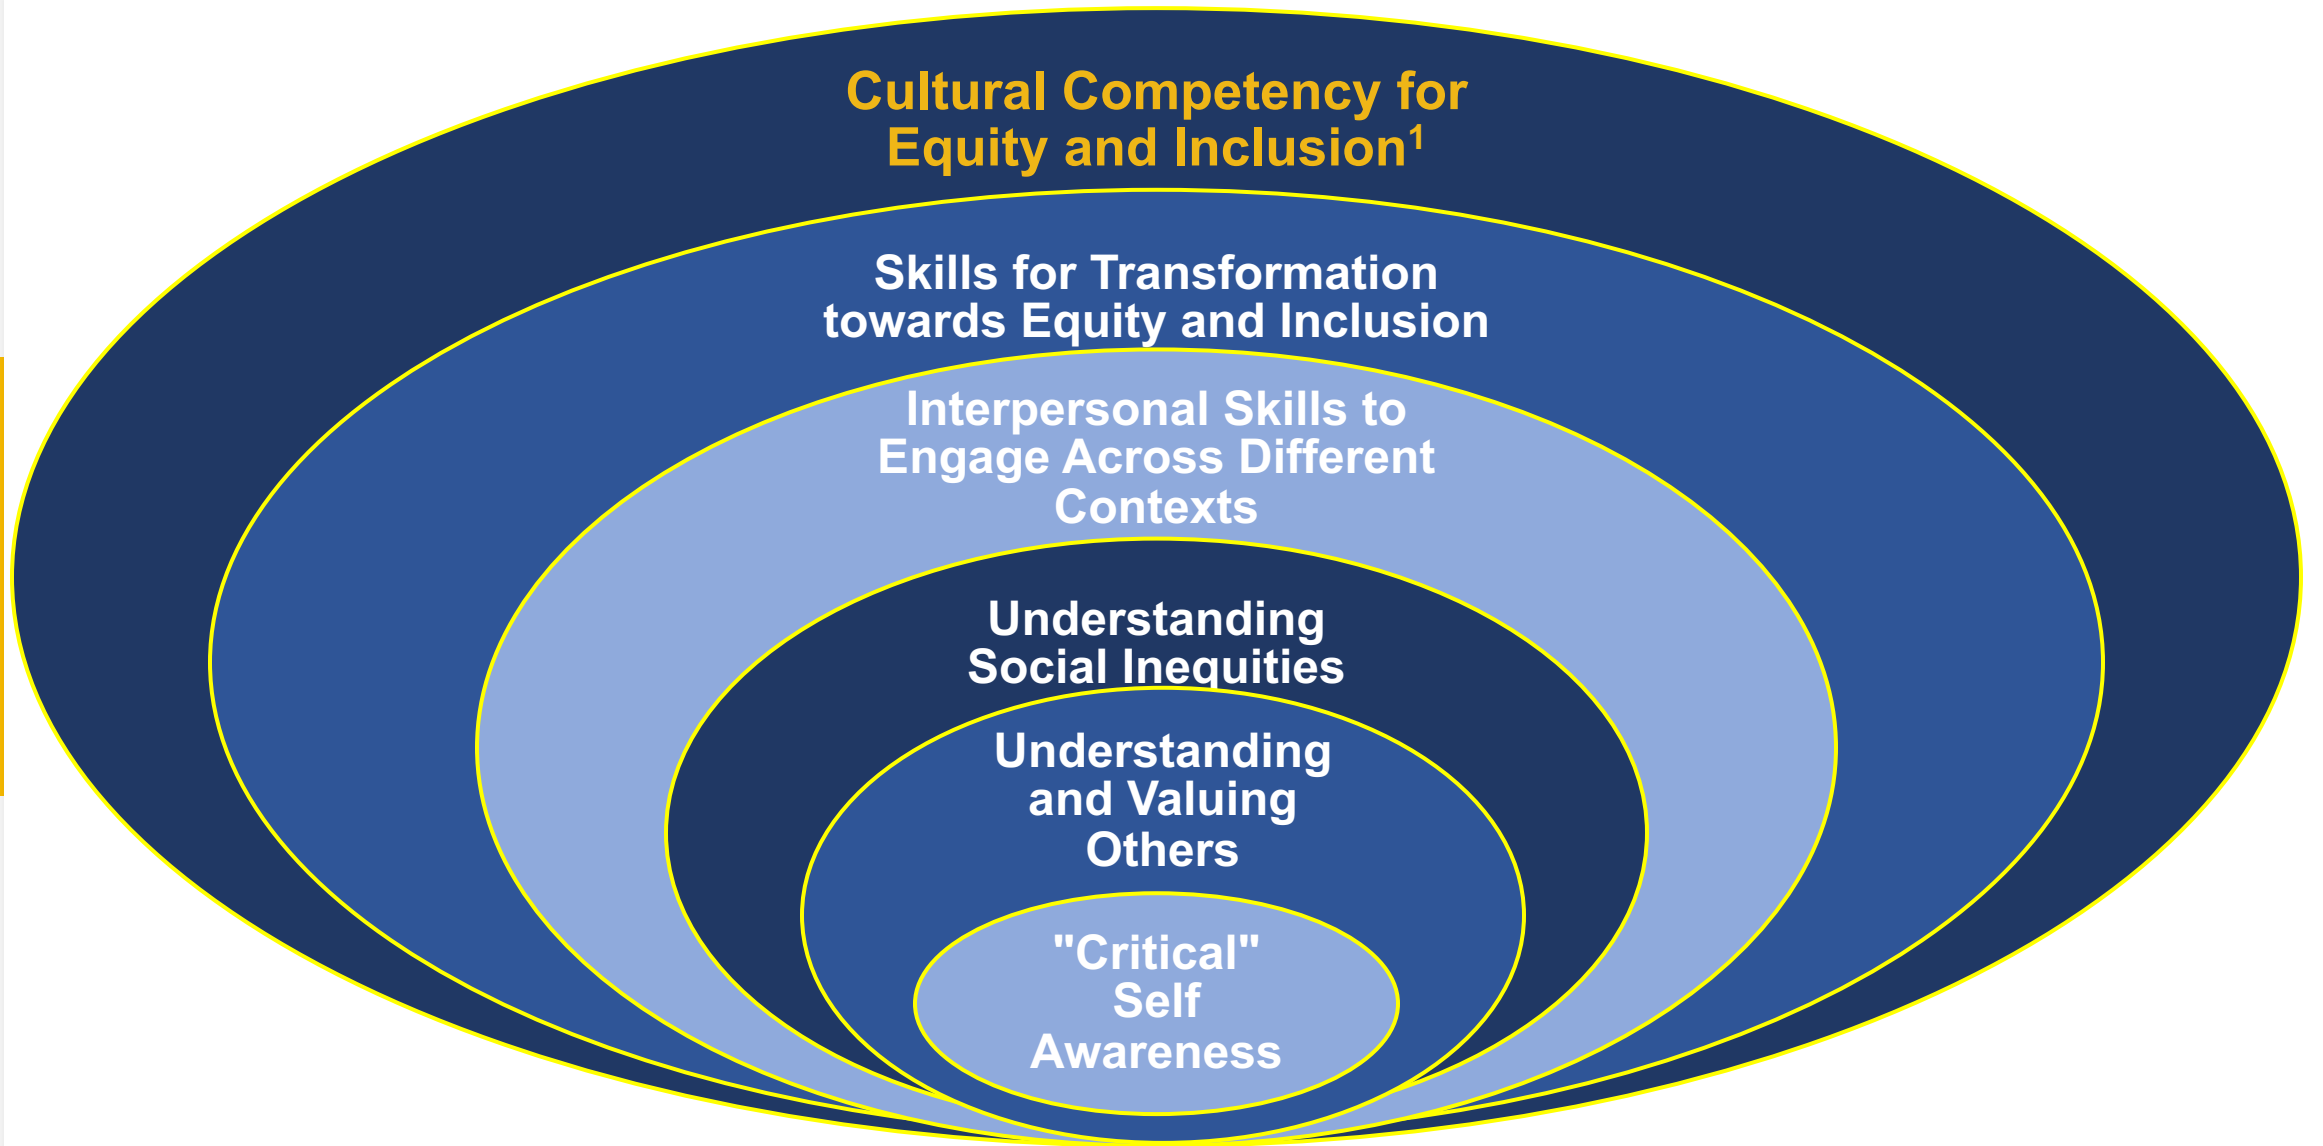 Cultural Competency for
Equity and Inclusion¹
Skills for Transformation
towards Equity and Inclusion
Interpersonal Skills to
Engage Across Different
Contexts
Understanding
Social Inequities
Understanding
and Valuing
Others
"Critical"
Self
Awareness